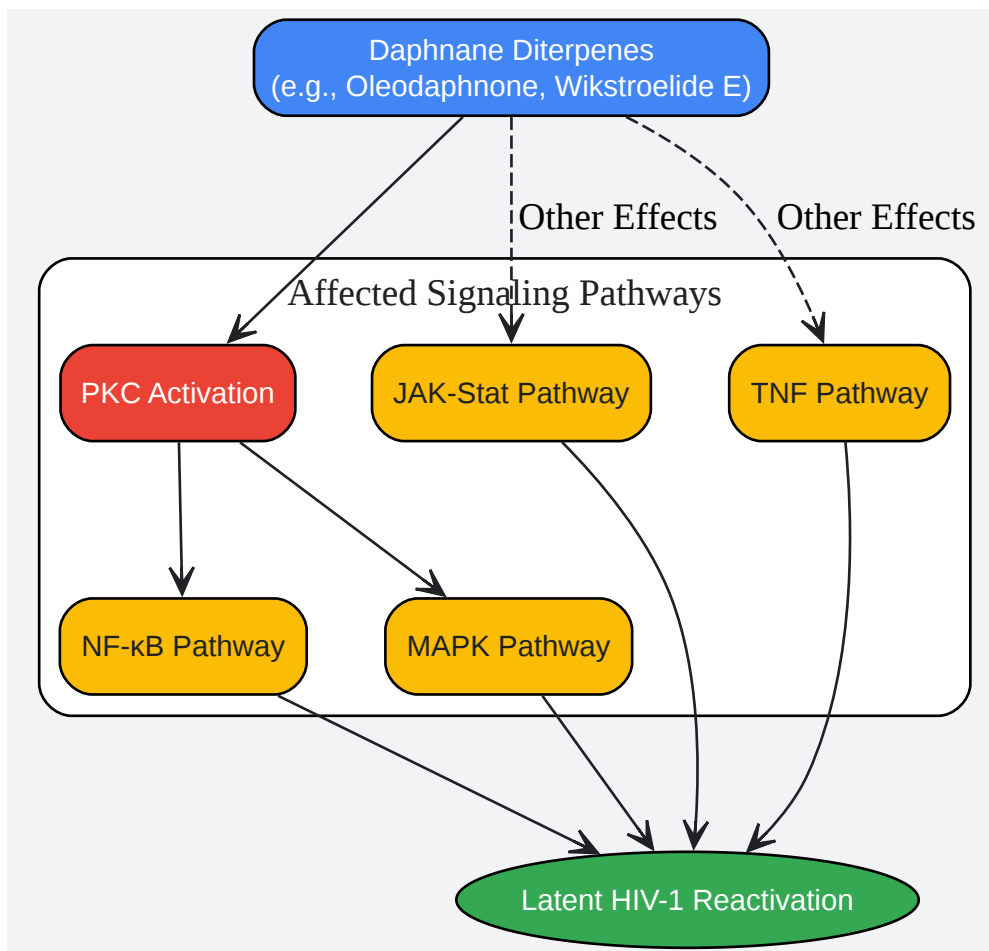 Daphnane Diterpenes
(e.g., Oleodaphnone, Wikstroelide E)
Other Effects
Other Effects
Affected Signaling Pathways
PKC Activation
JAK-Stat Pathway
TNF Pathway
NF-κB Pathway
MAPK Pathway
Latent HIV-1 Reactivation